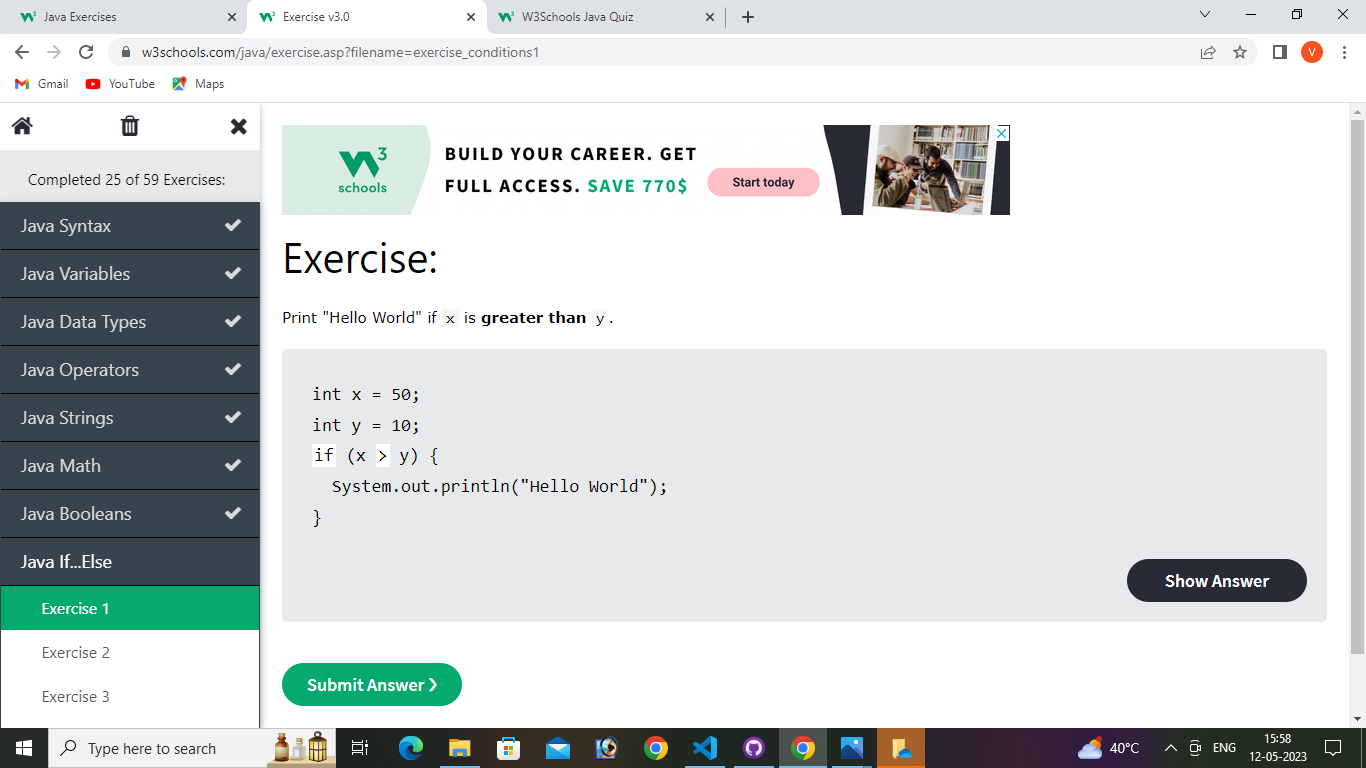 Java Exercises
Exercise v3.0
W3Schools Java Quiz
w3schools.com/java/exercise.asp?filename=exercise_conditions1
V
Gmail
YouTube
Maps
Completed 25 of 59 Exercises:
Java Syntax
Java Variables
Java Data Types
Java Operators
Java Strings
Java Math
Java Booleans
Java If...Else
Exercise 1
Exercise 2
Exercise 3
W3
schools
BUILD YOUR CAREER. GET
FULL ACCESS. SAVE 770$
Start today
Exercise:
Print "Hello World" if x is greater than y .
int x = 50;
int y = 10;
if (x > y) {
System.out.println("Hello World");
}
Show Answer
Submit Answer ❯
Type here to search
40°C
ENG
15:58
12-05-2023